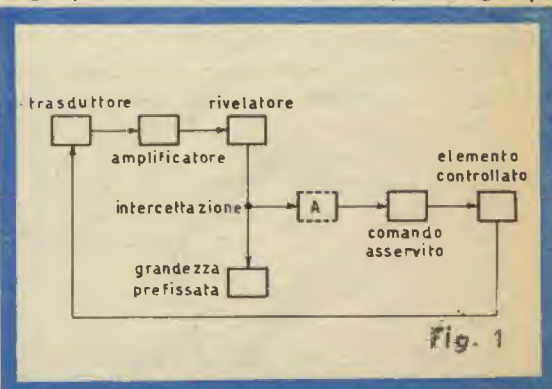 trasduttore
rivelatore
amplificatore
elemento
controllato
intercettazione
A
comando
asservito
grandezza
prefissata
Fig. 1